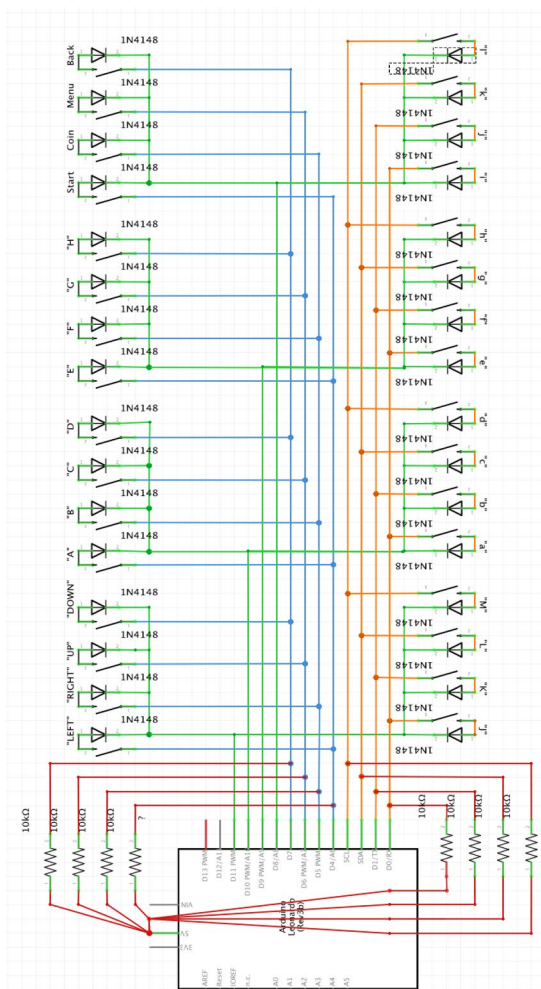 Back
1N4148
Menu
1N4148
Coin
1N4148
Start
1N4148
"H"
1N4148
"G"
1N4148
"F"
1N4148
"E"
1N4148
"D"
1N4148
"C"
1N4148
"B"
1N4148
"A"
1N4148
"DOWN"
1N4148
"UP"
1N4148
"RIGHT"
1N4148
"LEFT"
1N4148
1N4148
"k"
1N4148
1N4148
1N4148
"h"
1N4148
"g"
1N4148
"f"
1N4148
"e"
1N4148
"d"
1N4148
"c"
1N4148
"b"
1N4148
"a"
1N4148
"M"
1N4148
"L"
1N4148
"K"
1N4148
"J"
1N4148
10kΩ
10kΩ
10kΩ
?
10kΩ
10kΩ
10kΩ
10kΩ
D13 PWM
D12/A11
D11 PWM
D10 PWM/A10
D9 PWM/A9
D8/A8
D7
D6 PWM/A7
D5 PWM
D4/A6
SCL
SDA
D1/TX
D0/RX
VIN
5V
3V3
Arduino
Leonardo
(Rev3b)
AREF
Reset
IOREF
n.c.
A0
A1
A2
A3
A4
A5